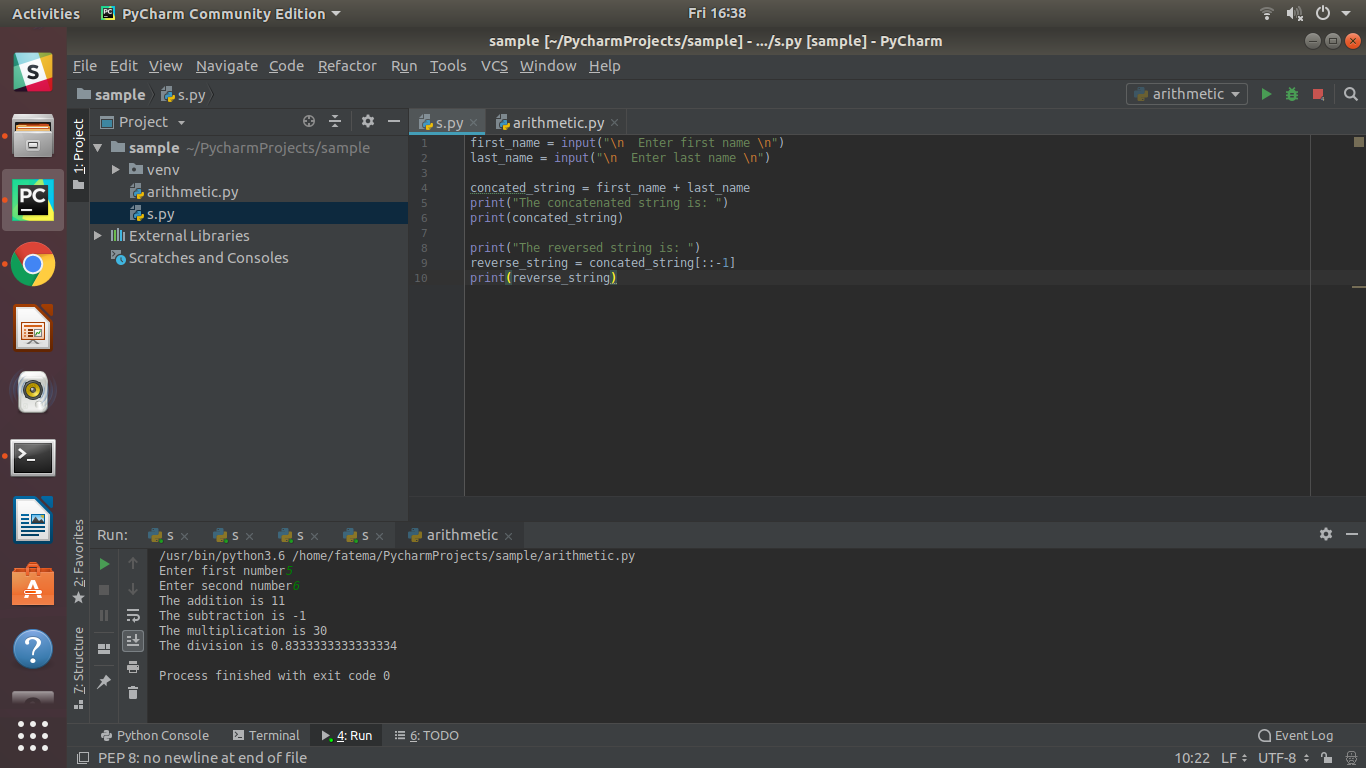 Activities PyCharm Community Edition Fri 16:38
sample [~/PycharmProjects/sample] - .../s.py [sample] - PyCharm
File Edit View Navigate Code Refactor Run Tools VCS Window Help
sample s.py arithmetic
1: Project
Project
sample ~/PycharmProjects/sample
venv
arithmetic.py
s.py
External Libraries
Scratches and Consoles
s.py arithmetic.py
1 first_name = input("\n  Enter first name \n")
2 last_name = input("\n  Enter last name \n")
3
4 concated_string = first_name + last_name
5 print("The concatenated string is: ")
6 print(concated_string)
7
8 print("The reversed string is: ")
9 reverse_string = concated_string[::-1]
10 print(reverse_string)
2: Favorites
7: Structure
Run: s s s s arithmetic
/usr/bin/python3.6 /home/fatema/PycharmProjects/sample/arithmetic.py
Enter first number5
Enter second number6
The addition is 11
The subtraction is -1
The multiplication is 30
The division is 0.8333333333333334
Process finished with exit code 0
Python Console Terminal 4: Run 6: TODO Event Log
PEP 8: no newline at end of file 10:22 LF UTF-8